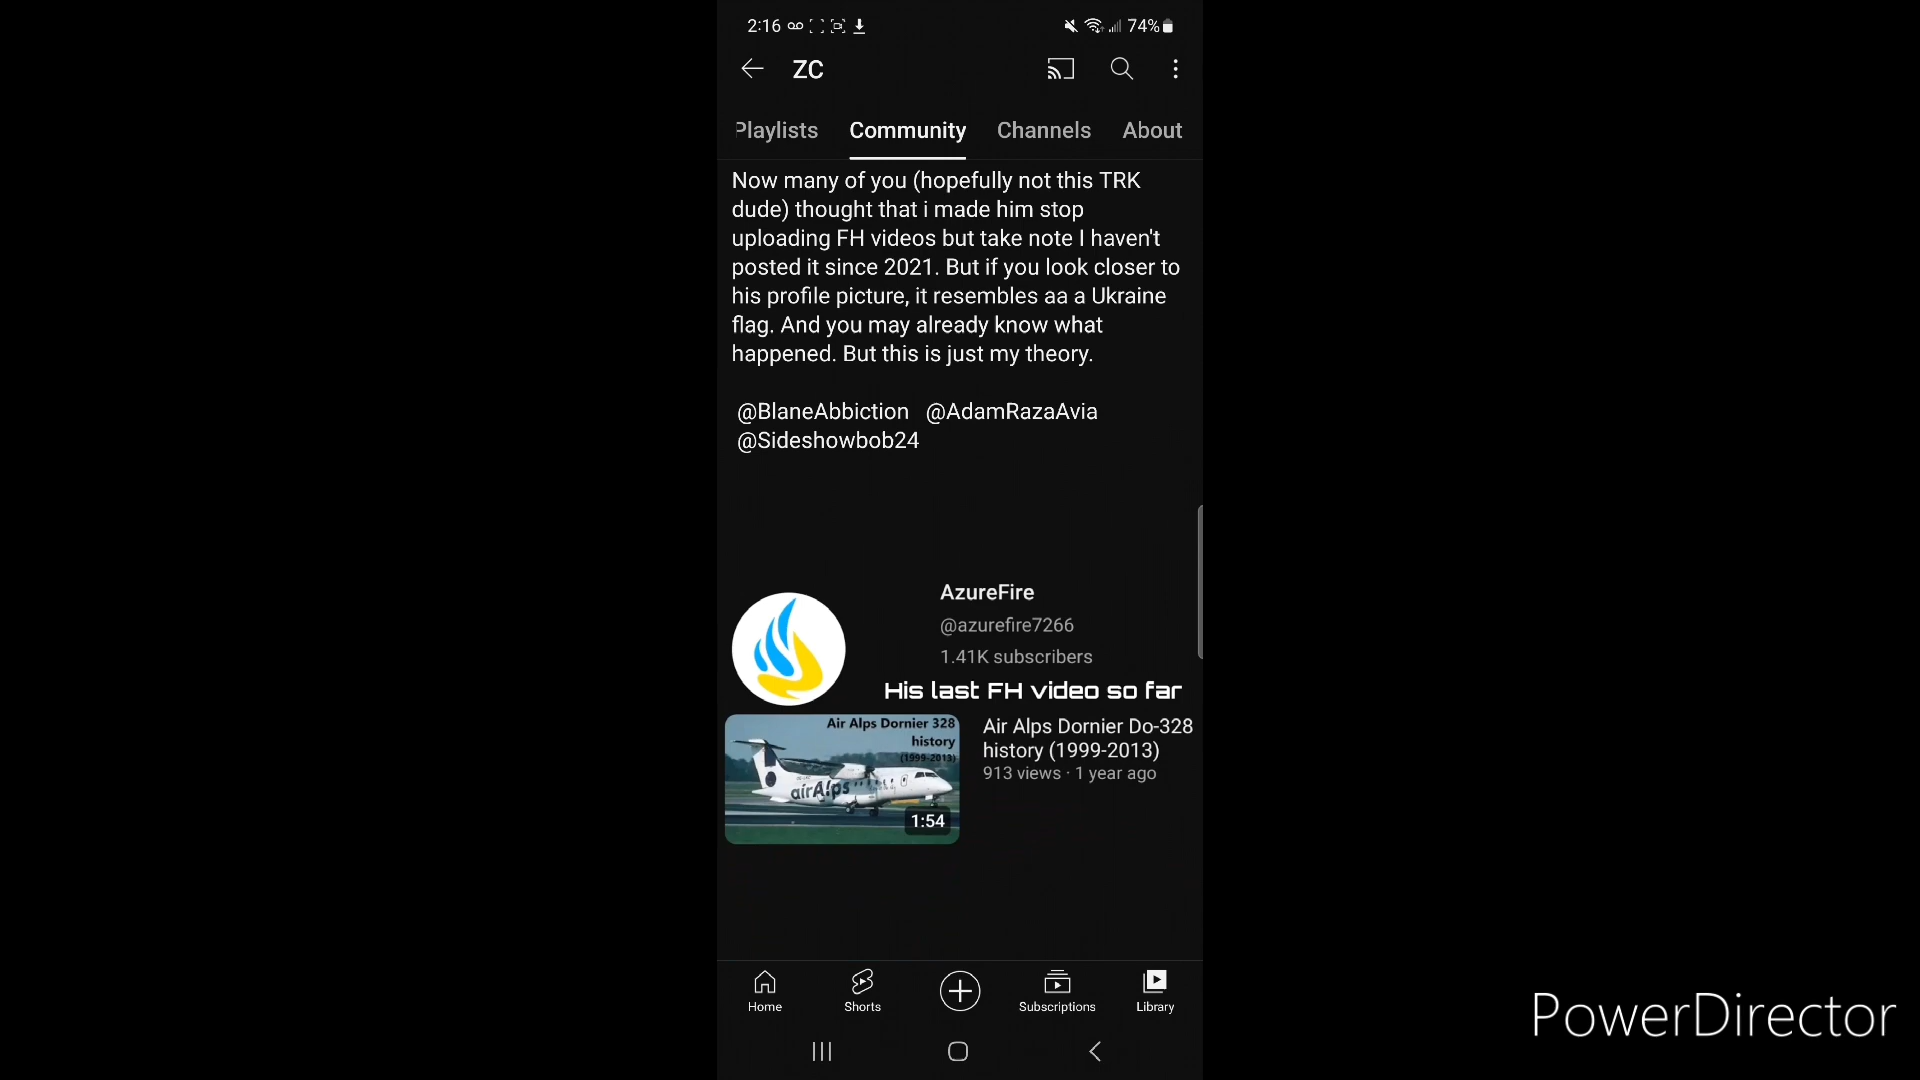 2:16 74%
ZC
Playlists Community Channels About
Now many of you (hopefully not this TRK
dude) thought that i made him stop
uploading FH videos but take note I haven't
posted it since 2021. But if you look closer to
his profile picture, it resembles aa a Ukraine
flag. And you may already know what
happened. But this is just my theory.
@BlaneAbbiction @AdamRazaAvia
@Sideshowbob24
AzureFire
@azurefire7266
1.41K subscribers
His last FH video so far
Air Alps Dornier 328
history
(1999-2013)
airAlps
1:54
Air Alps Dornier Do-328
history (1999-2013)
913 views · 1 year ago
Home Shorts Subscriptions Library
PowerDirector